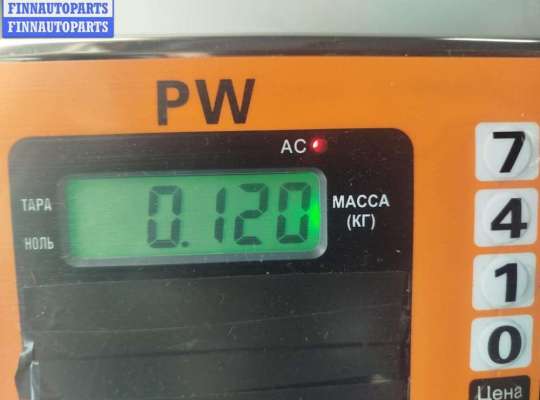 FINNAUTOPARTS
FINNAUTOPARTS
PW
AC
7
ТАРА
0.120
МАССА
(КГ)
4
НОЛЬ
1
0
Цена